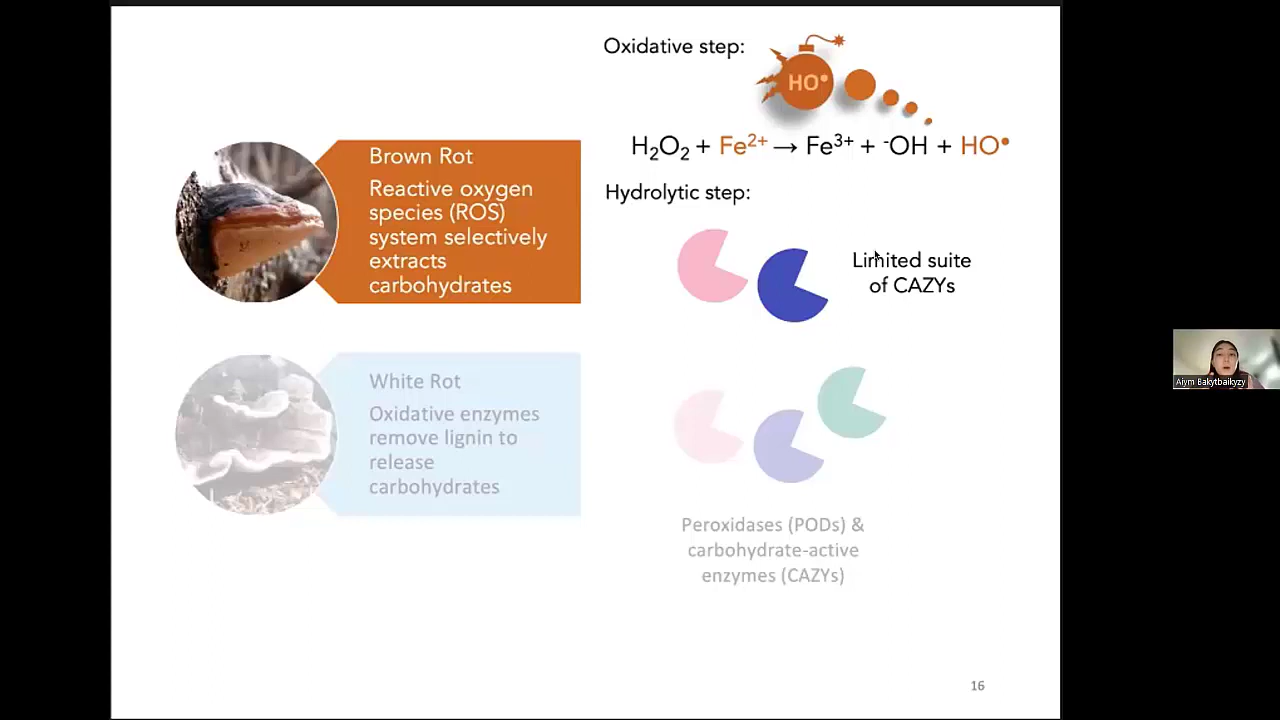 Oxidative step:
HO•
H₂O₂ + Fe²⁺ → Fe³⁺ + ⁻OH + HO•
Brown Rot
Reactive oxygen
species (ROS)
system selectively
extracts
carbohydrates
Hydrolytic step:
Limited suite
of CAZYs
White Rot
Oxidative enzymes
remove lignin to
release
carbohydrates
Peroxidases (PODs) &
carbohydrate-active
enzymes (CAZYs)
16
Aiym Bakytbaikyzy